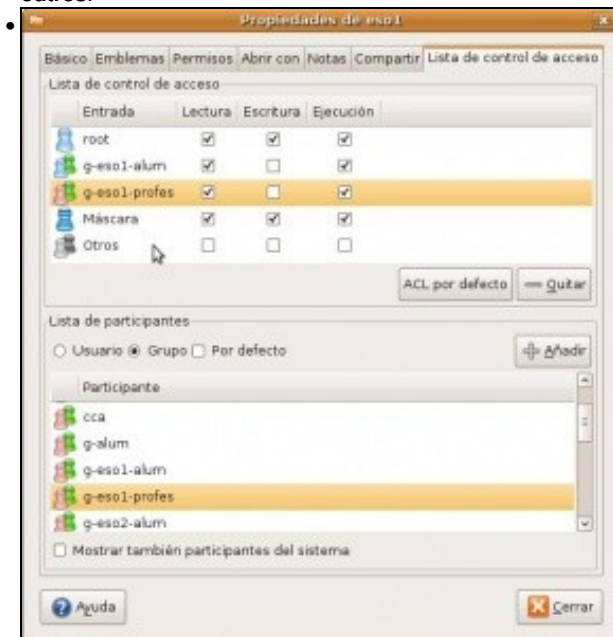 outros.
Propiedades de eso1
Básico Emblemas Permisos Abrir con Notas Compartir Lista de control de acceso
Lista de control de acceso
Entrada Lectura Escritura Ejecución
root
g-eso1-alum
g-eso1-profes
Máscara
Otros
ACL por defecto Quitar
Lista de participantes
Usuario Grupo Por defecto Añadir
Participante
cca
g-alum
g-eso1-alum
g-eso1-profes
g-eso2-alum
Mostrar también participantes del sistema
Ayuda Cerrar